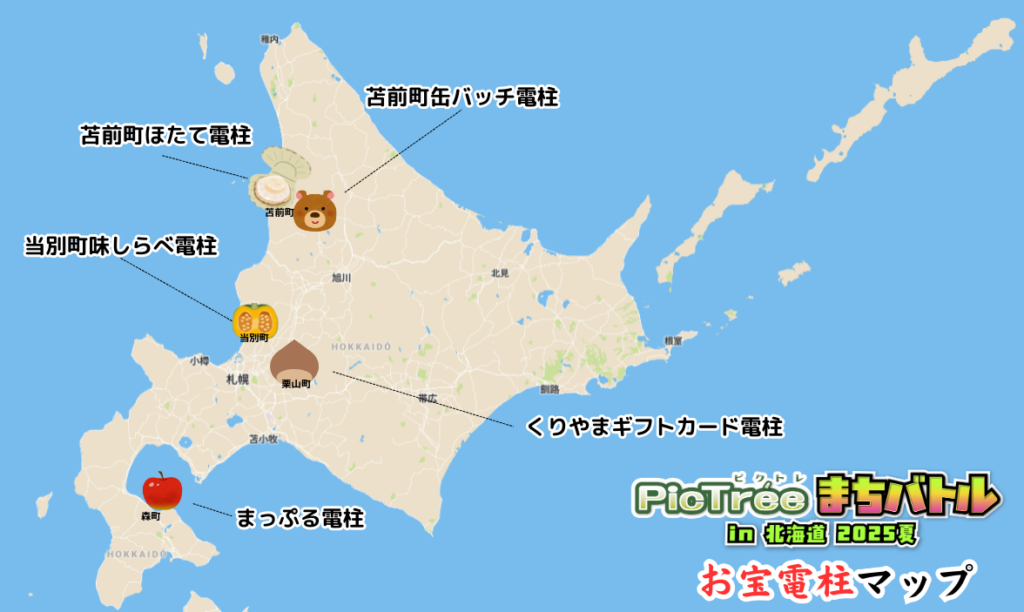 稚内
苫前町缶バッチ電柱
苫前町ほたて電柱
苫前町
当別町味しらべ電柱
旭川
北見
当別町
HOKKAIDŌ
根室
小樽
札幌
栗山町
釧路
帯広
くりやまギフトカード電柱
苫小牧
ピクトレ
PicTrée まちバトル
in 北海道 2025夏
森町
まっぷる電柱
HOKKAIDŌ
お宝電柱マップ